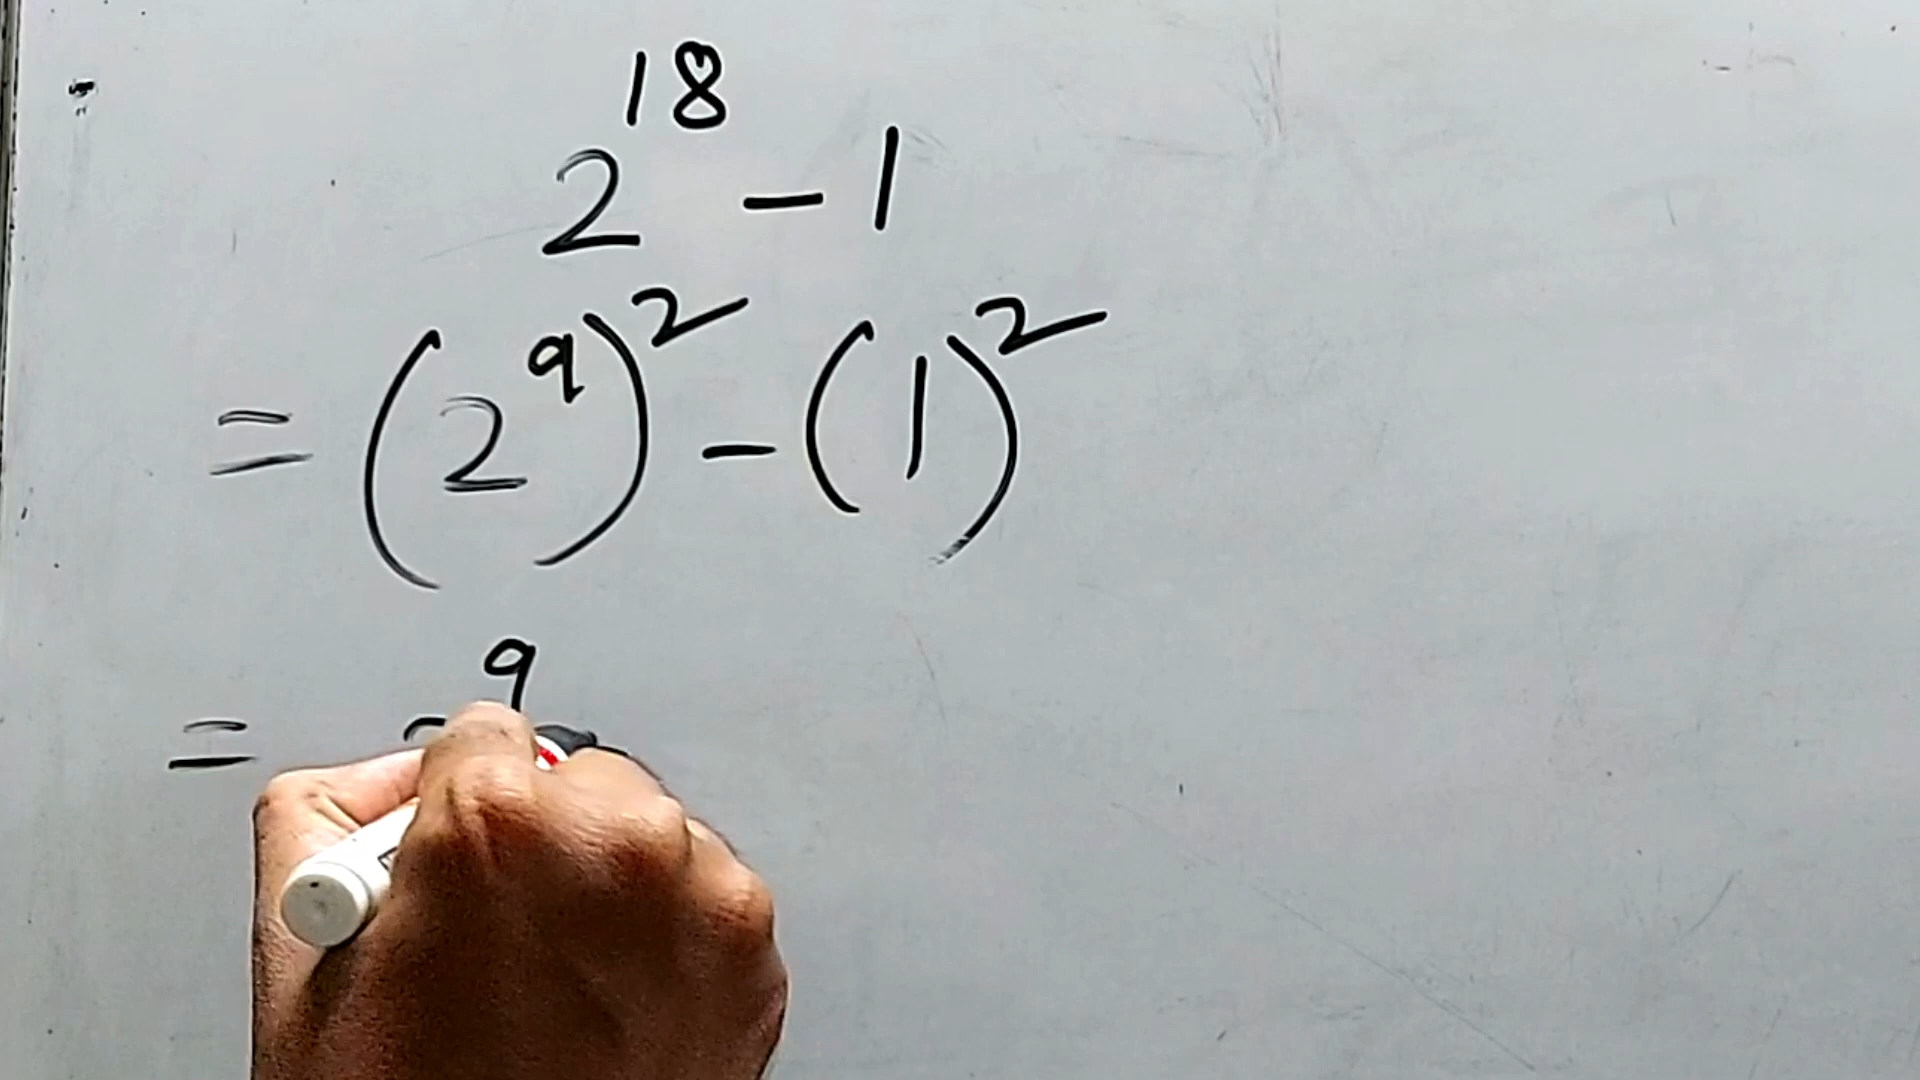 2^18 - 1
= (2^9)^2 - (1)^2
= 2^9